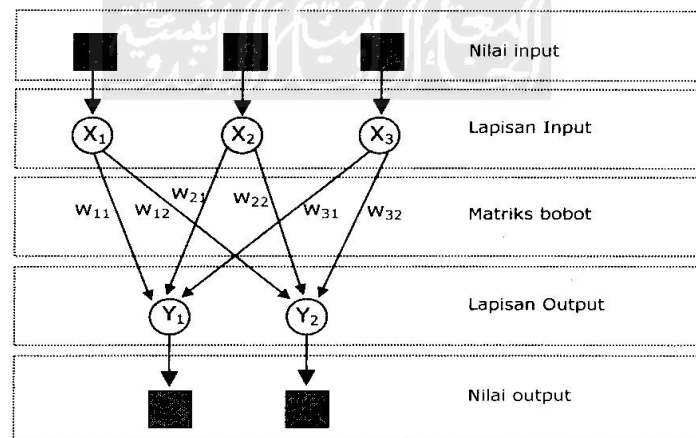 Nilai input
X1 X2 X3 Lapisan Input
w11 w12 w21 w22 w31 w32 Matriks bobot
Y1 Y2 Lapisan Output
Nilai output